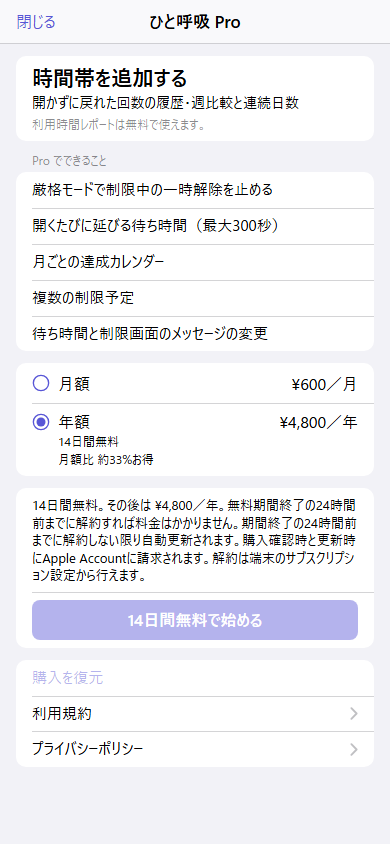 閉じる
ひと呼吸 Pro
時間帯を追加する
開かずに戻れた回数の履歴・週比較と連続日数
利用時間レポートは無料で使えます。
Pro でできること
厳格モードで制限中の一時解除を止める
開くたびに延びる待ち時間（最大300秒）
月ごとの達成カレンダー
複数の制限予定
待ち時間と制限画面のメッセージの変更
月額 ¥600／月
年額 ¥4,800／年
14日間無料
月額比 約33%お得
14日間無料。その後は ¥4,800／年。無料期間終了の24時間
前までに解約すれば料金はかかりません。期間終了の24時間前
までに解約しない限り自動更新されます。購入確認時と更新時
にApple Accountに請求されます。解約は端末のサブスクリプシ
ョン設定から行えます。
14日間無料で始める
購入を復元
利用規約
プライバシーポリシー